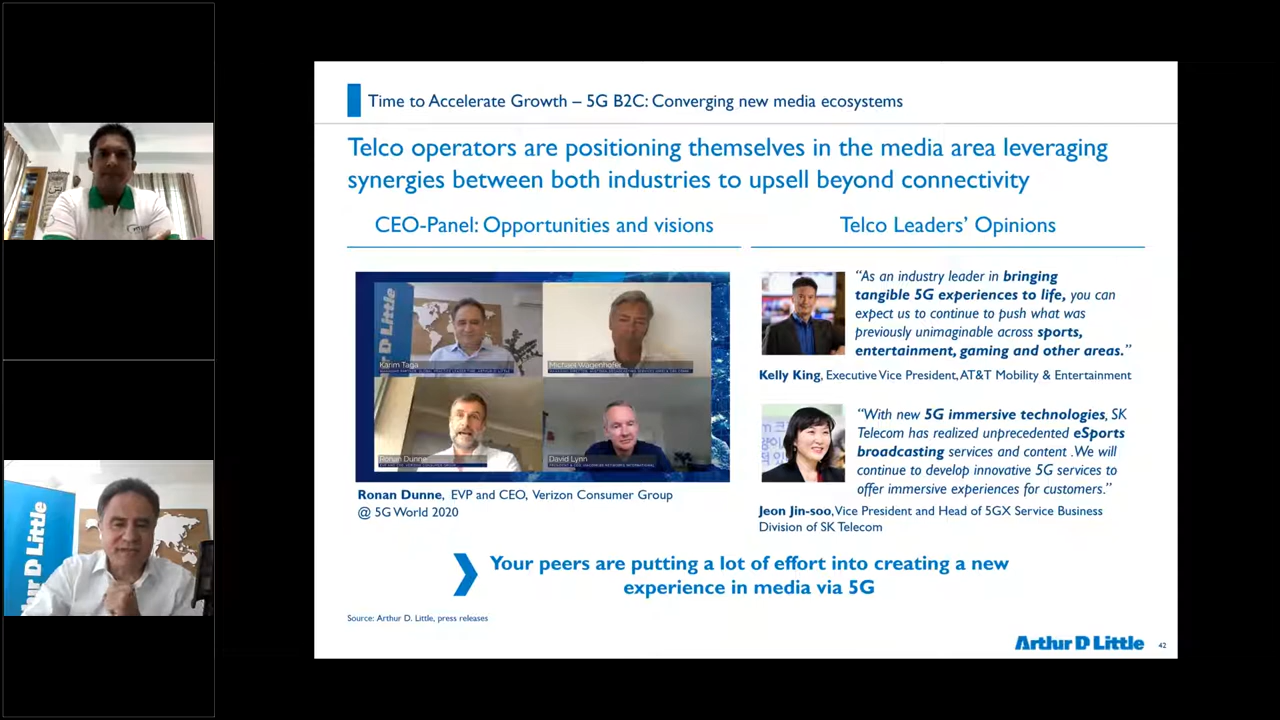 Time to Accelerate Growth – 5G B2C: Converging new media ecosystems
Telco operators are positioning themselves in the media area leveraging
synergies between both industries to upsell beyond connectivity
CEO-Panel: Opportunities and visions
D Little
Karim Taga
Michael Wagenhofer
Ronan Dunne
David Lynn
Ronan Dunne, EVP and CEO, Verizon Consumer Group
@ 5G World 2020
Telco Leaders’ Opinions
“As an industry leader in bringing
tangible 5G experiences to life, you can
expect us to continue to push what was
previously unimaginable across sports,
entertainment, gaming and other areas.”
Kelly King, Executive Vice President, AT&T Mobility & Entertainment
“With new 5G immersive technologies, SK
Telecom has realized unprecedented eSports
broadcasting services and content .We will
continue to develop innovative 5G services to
offer immersive experiences for customers.”
Jeon Jin-soo, Vice President and Head of 5GX Service Business
Division of SK Telecom
Your peers are putting a lot of effort into creating a new
experience in media via 5G
Source: Arthur D. Little, press releases
Arthur D Little
42
D Little